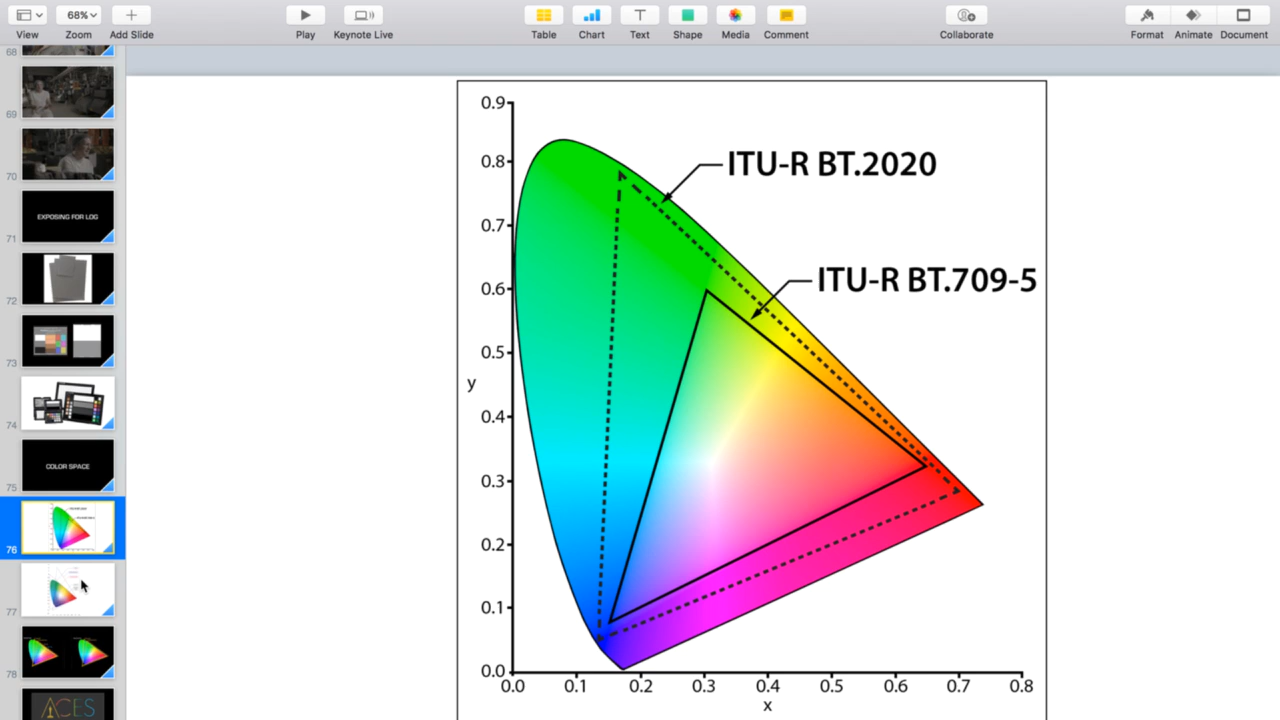 68%
View
Zoom
Add Slide
Play
Keynote Live
Table
Chart
Text
Shape
Media
Comment
Collaborate
Format
Animate
Document
68
69
70
EXPOSING FOR LOG
71
72
73
74
COLOR SPACE
75
76
77
78
ACES
0.9
0.8
0.7
0.6
0.5
0.4
0.3
0.2
0.1
0.0
y
ITU-R BT.2020
ITU-R BT.709-5
0.0 0.1 0.2 0.3 0.4 0.5 0.6 0.7 0.8
x